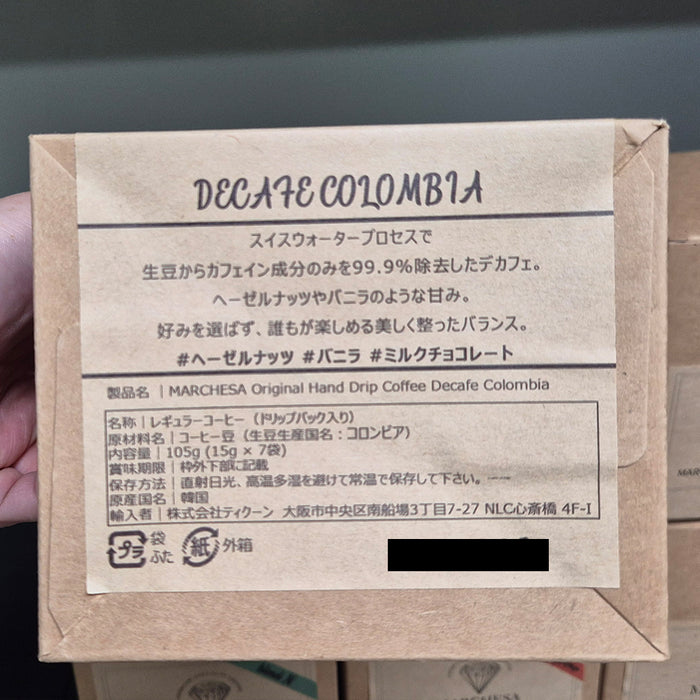 DECAFE COLOMBIA
スイスウォータープロセスで
生豆からカフェイン成分のみを99.9%除去したデカフェ。
ヘーゼルナッツやバニラのような甘み。
好みを選ばず、誰もが楽しめる美しく整ったバランス。
#ヘーゼルナッツ #バニラ #ミルクチョコレート
製品名 | MARCHESA Original Hand Drip Coffee Decafe Colombia
名称 | レギュラーコーヒー（ドリップバック入り）
原材料名 | コーヒー豆（生豆生産国名：コロンビア）
内容量 | 105g (15g × 7袋)
賞味期限 | 枠外下部に記載
保存方法 | 直射日光、高温多湿を避けて常温で保存して下さい。
原産国名 | 韓国
輸入者 | 株式会社ティクーン 大阪市中央区南船場3丁目7-27 NLC心斎橋 4F-I
プラ 袋 ふた 紙 外箱
MARCHESA